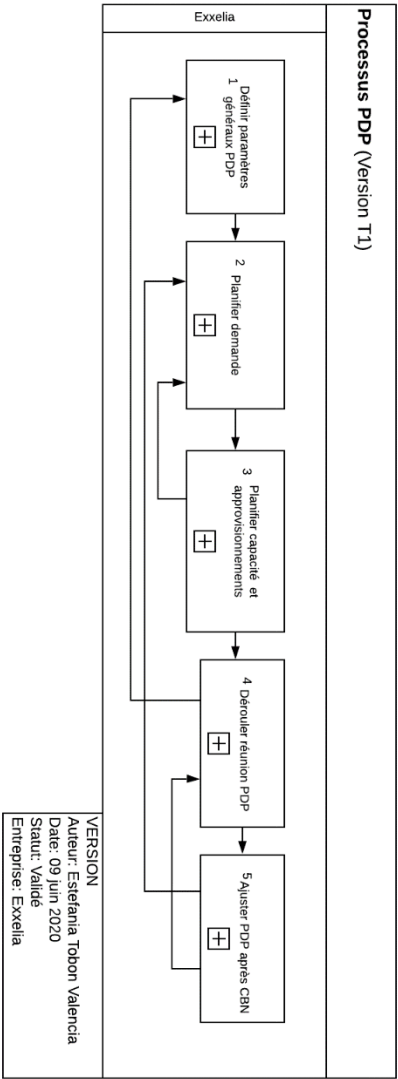 Processus PDP (Version T1)
Exxelia
1 Définir paramètres
généraux PDP
2 Planifier demande
3 Planifier capacité et
approvisionnements
4 Dérouler réunion PDP
5 Ajuster PDP après CBN
VERSION
Auteur: Estefania Tobon Valencia
Date: 09 juin 2020
Statut: Validé
Entreprise: Exxelia